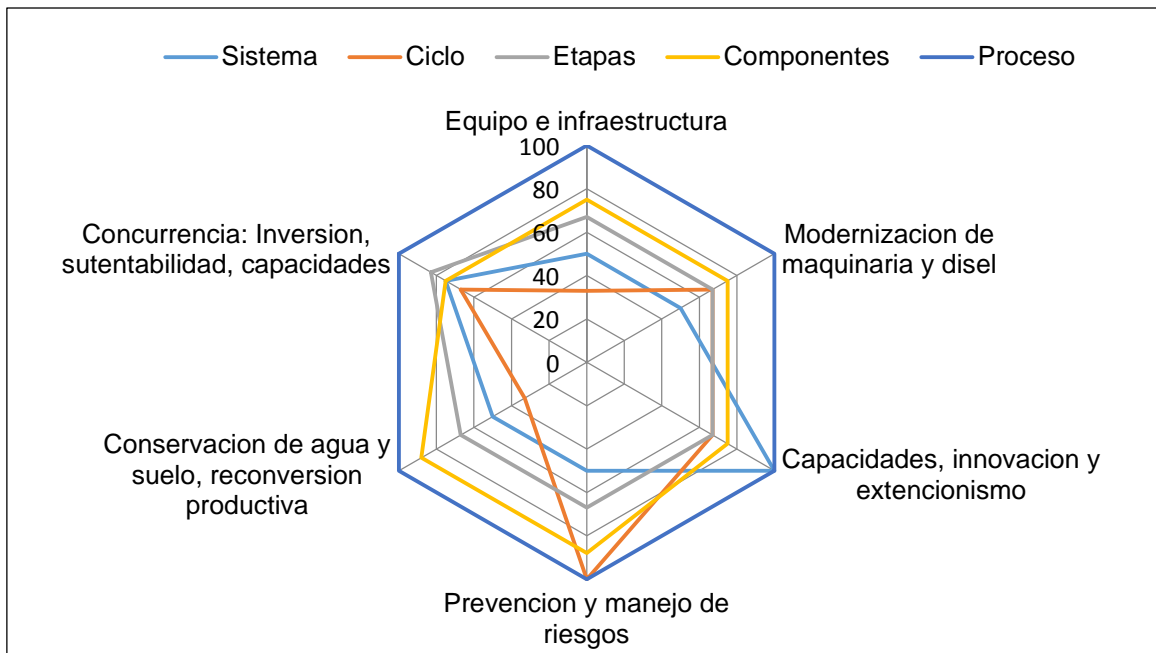 Sistema Ciclo Etapas Componentes Proceso
Equipo e infraestructura
100
80
60
40
20
0
Modernizacion de
maquinaria y disel
Capacidades, innovacion y
extencionismo
Prevencion y manejo de
riesgos
Conservacion de agua y
suelo, reconversion
productiva
Concurrencia: Inversion,
sutentabilidad, capacidades